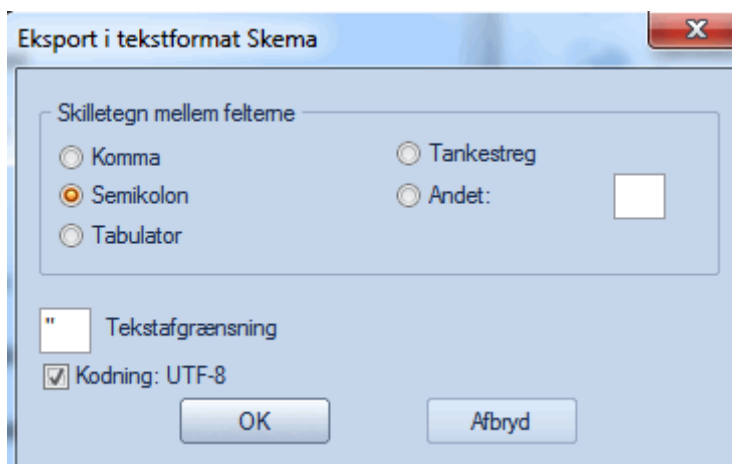 Eksport i tekstformat Skema
Skilletegn mellem felterne
Komma
Tankestreg
Semikolon
Andet:
Tabulator
" Tekstafgrænsning
Kodning: UTF-8
OK
Afbryd